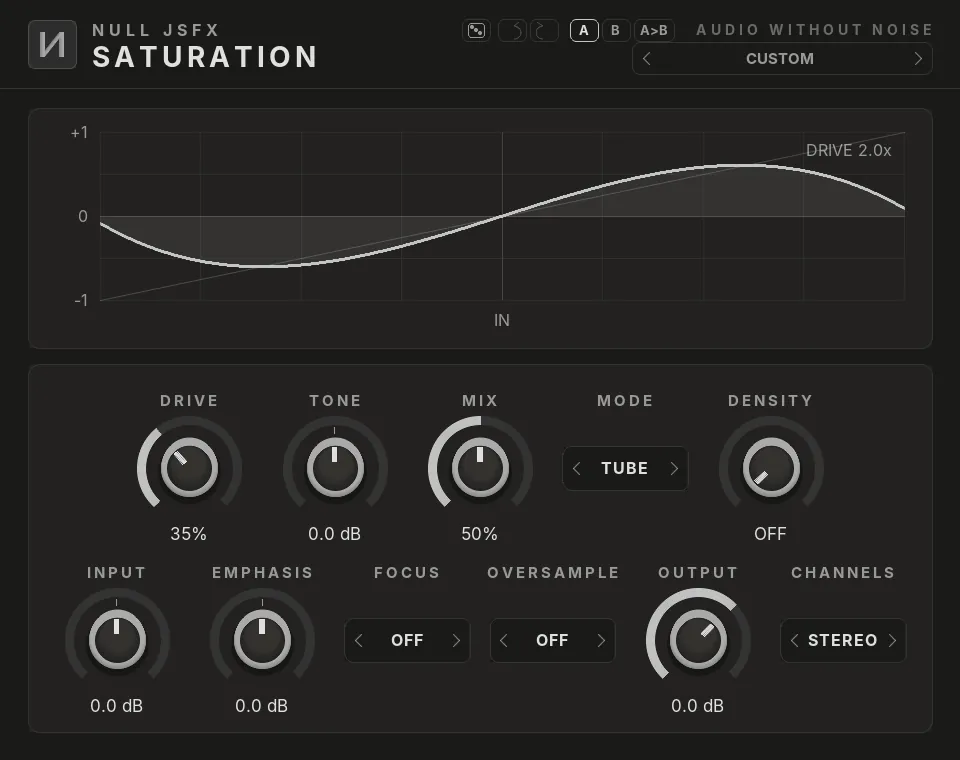 NULL JSFX
SATURATION
A B A>B AUDIO WITHOUT NOISE
CUSTOM
+1
DRIVE 2.0x
0
-1
IN
DRIVE TONE MIX MODE DENSITY
TUBE
35% 0.0 dB 50% OFF
INPUT EMPHASIS FOCUS OVERSAMPLE OUTPUT CHANNELS
OFF OFF STEREO
0.0 dB 0.0 dB 0.0 dB